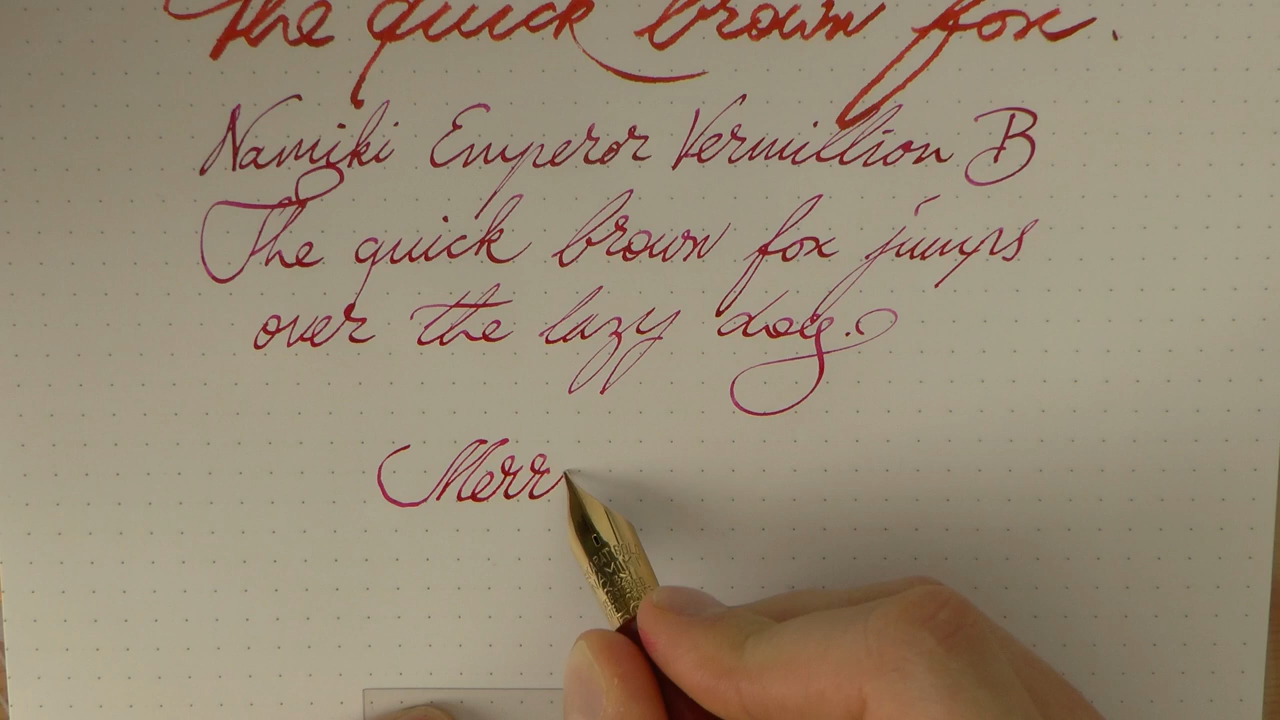 The quick brown fox.
Namiki Emperor Vermillion B
The quick brown fox jumps
over the lazy dog.
Merr